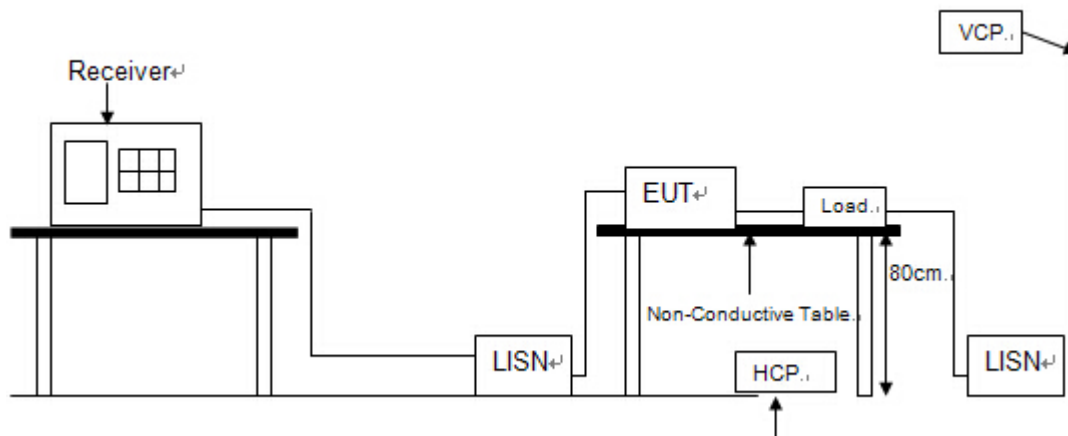 VCP.
Receiver
EUT
Load.
80cm.
Non-Conductive Table.
LISN
LISN
HCP.